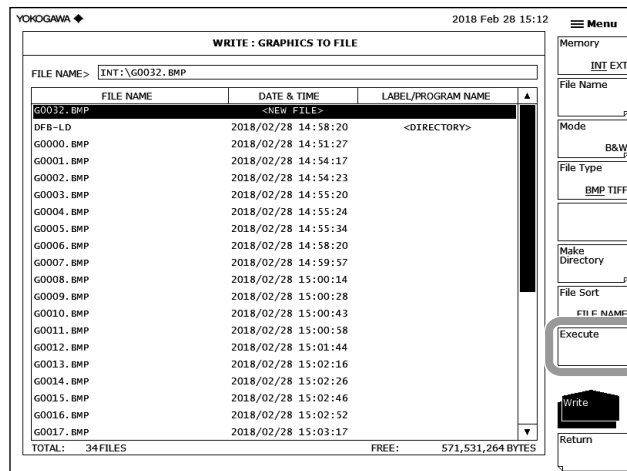 YOKOGAWA ◆ 2018 Feb 28 15:12
WRITE : GRAPHICS TO FILE
FILE NAME> INT:\G0032.BMP
FILE NAME DATE & TIME LABEL/PROGRAM NAME ▲
G0032.BMP <NEW FILE>
DFB-LD 2018/02/28 14:58:20 <DIRECTORY>
G0000.BMP 2018/02/28 14:51:27
G0001.BMP 2018/02/28 14:54:17
G0002.BMP 2018/02/28 14:54:23
G0003.BMP 2018/02/28 14:55:20
G0004.BMP 2018/02/28 14:55:24
G0005.BMP 2018/02/28 14:55:34
G0006.BMP 2018/02/28 14:58:20
G0007.BMP 2018/02/28 14:59:57
G0008.BMP 2018/02/28 15:00:14
G0009.BMP 2018/02/28 15:00:28
G0010.BMP 2018/02/28 15:00:43
G0011.BMP 2018/02/28 15:00:58
G0012.BMP 2018/02/28 15:01:44
G0013.BMP 2018/02/28 15:02:16
G0014.BMP 2018/02/28 15:02:26
G0015.BMP 2018/02/28 15:02:46
G0016.BMP 2018/02/28 15:02:52
G0017.BMP 2018/02/28 15:03:17 ▼
TOTAL: 34FILES FREE: 571,531,264 BYTES
Menu
Memory
INT EXT
File Name
Mode
B&W
File Type
BMP TIFF
Make
Directory
File Sort
FILE NAME
Execute
Write
Return